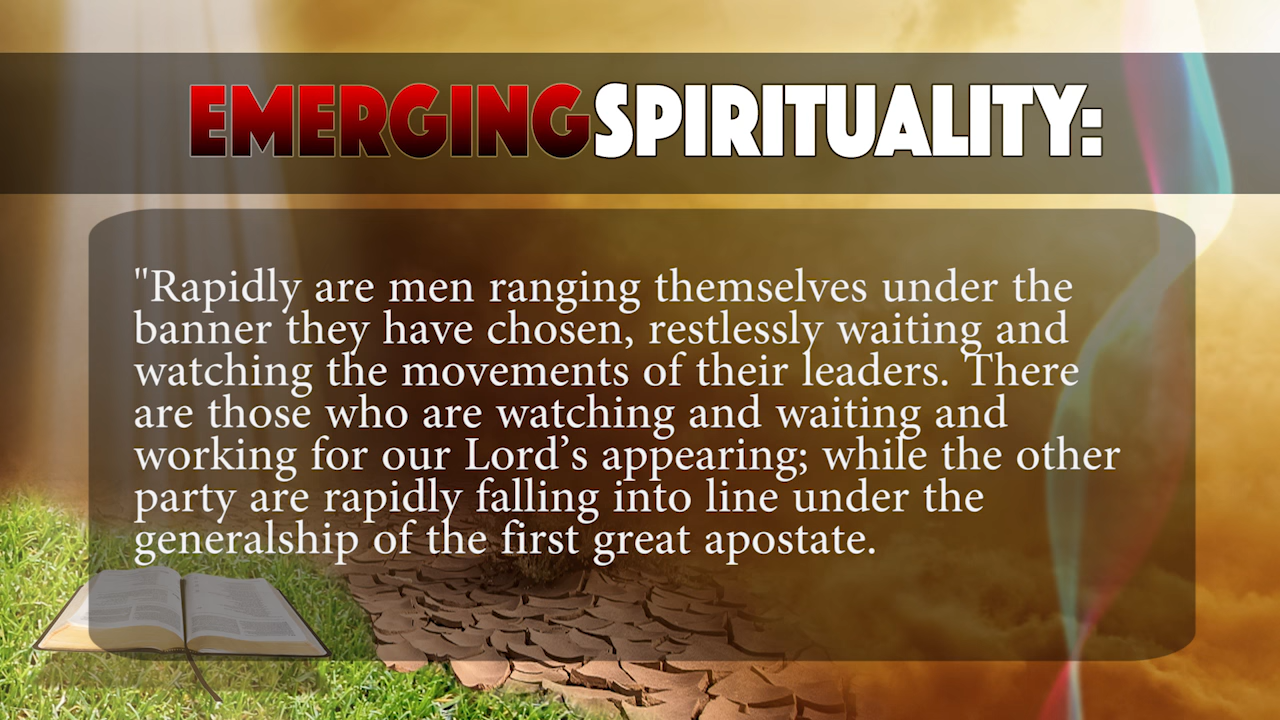 EMERGINGSPIRITUALITY:
"Rapidly are men ranging themselves under the
banner they have chosen, restlessly waiting and
watching the movements of their leaders. There
are those who are watching and waiting and
working for our Lord’s appearing; while the other
party are rapidly falling into line under the
generalship of the first great apostate.